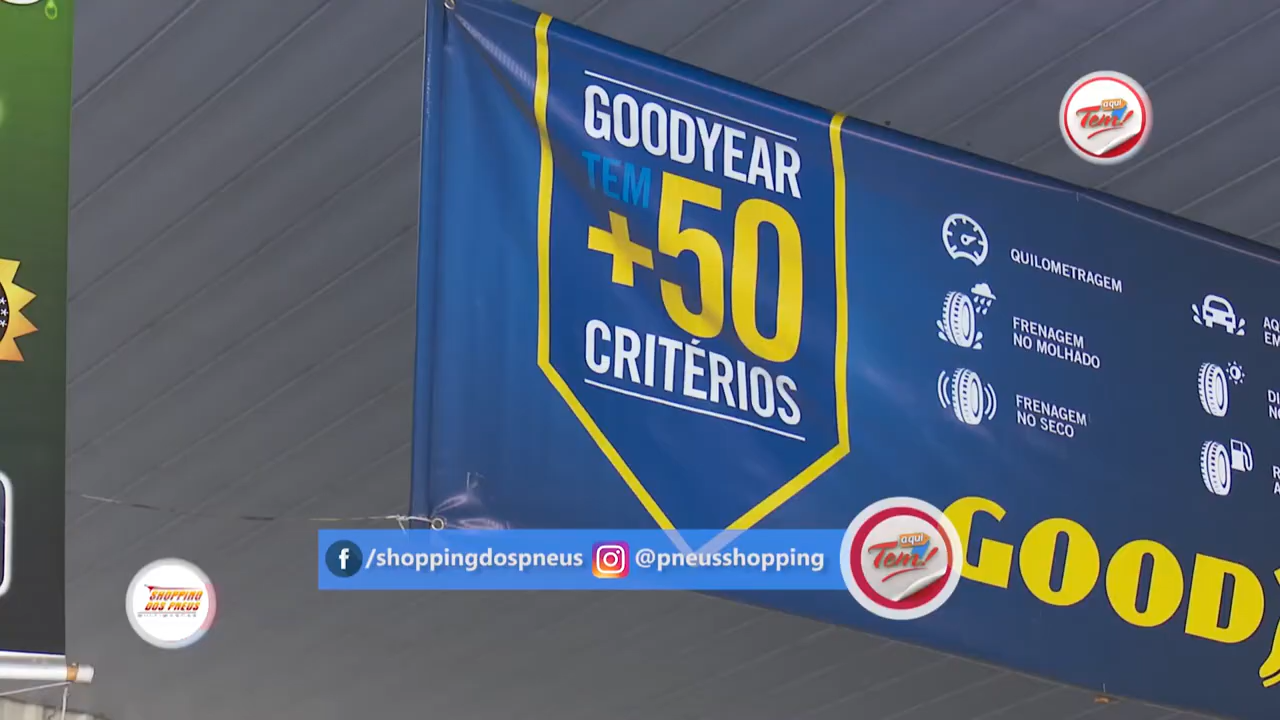 GOODYEAR
TEM
+50
CRITÉRIOS
QUILOMETRAGEM
FRENAGEM
NO MOLHADO
FRENAGEM
NO SECO
aqui
Tem!
/shoppingdospneus @pneusshopping
aqui
Tem!
SHOPPING
DOS PNEUS